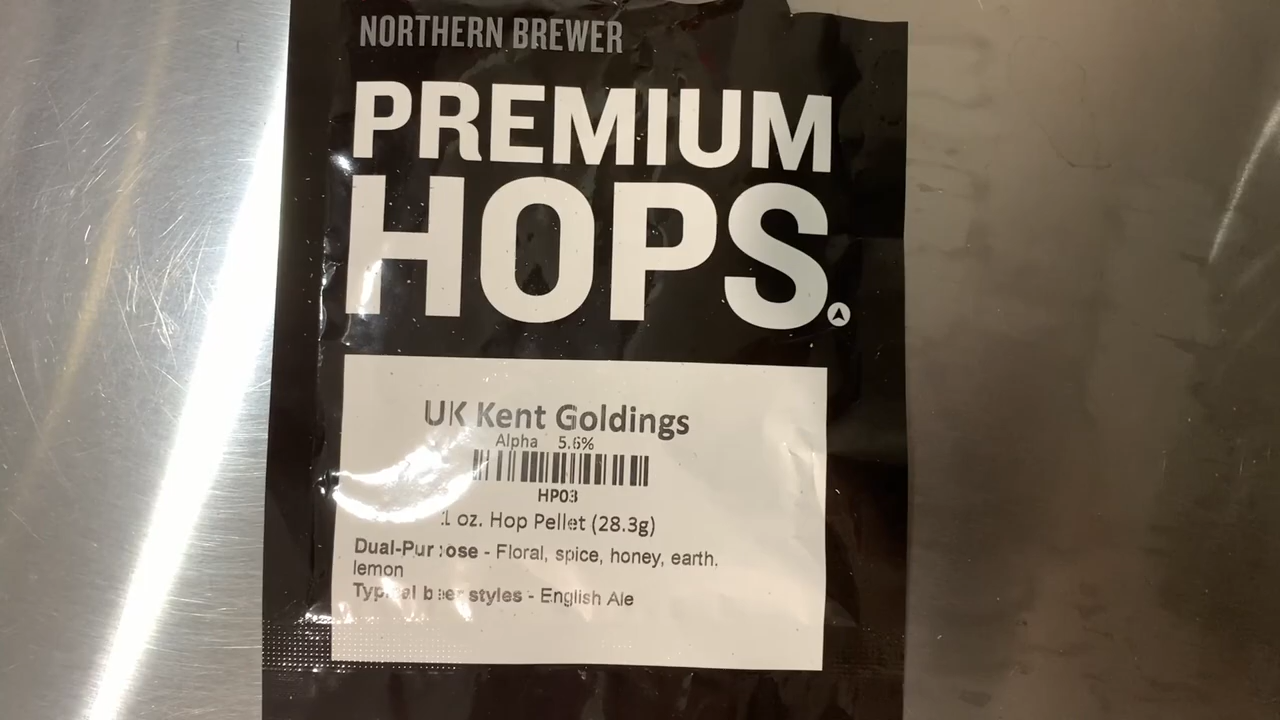 NORTHERN BREWER
PREMIUM
HOPS.
UK Kent Goldings
Alpha 5.6%
HP03
1 oz. Hop Pellet (28.3g)
Dual-Purpose - Floral, spice, honey, earth,
lemon
Typical beer styles - English Ale